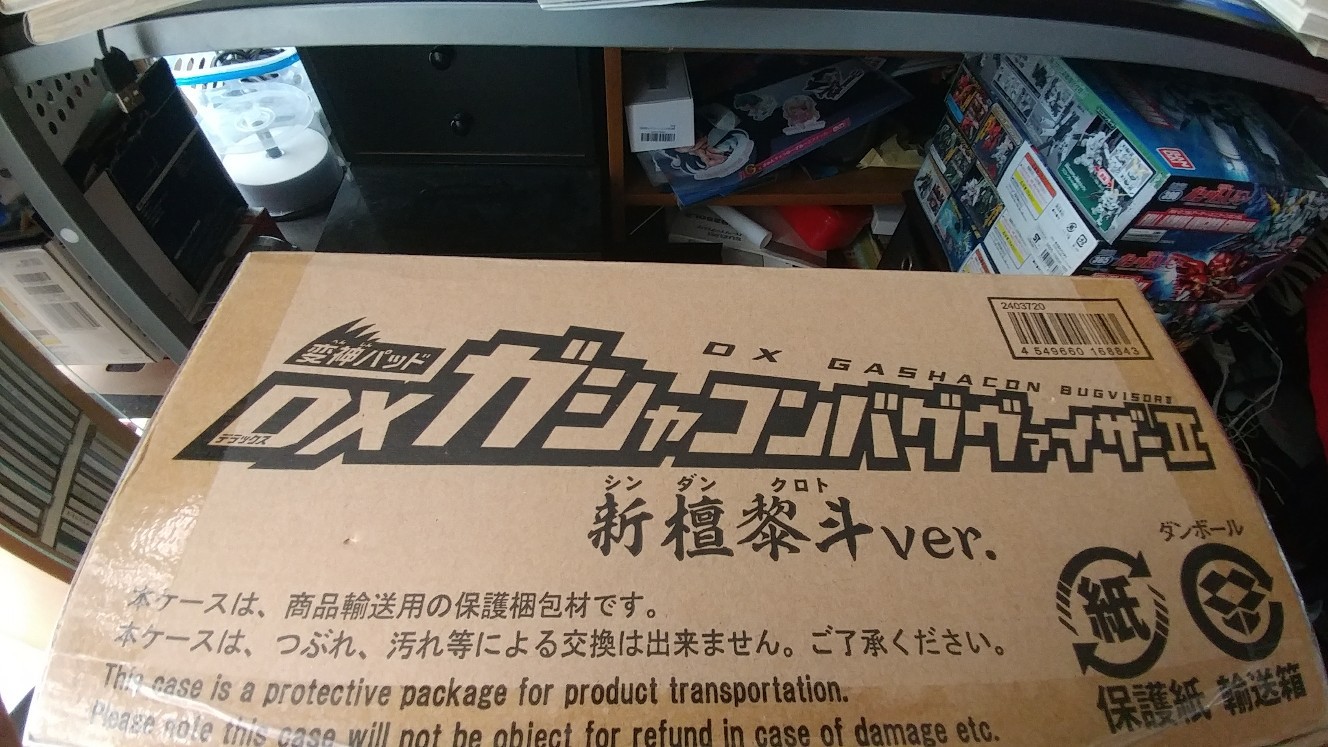 2403720
4 549660 168843
変神パッド
へん しん
DX GASHACON BUGVISORⅡ
DXガシャコンバグヴァイザーⅡ
デラックス
シン ダン クロト
新檀黎斗ver.
ダンボール
本ケースは、商品輸送用の保護梱包材です。
本ケースは、つぶれ、汚れ等による交換は出来ません。ご了承ください。
紙
This case is a protective package for product transportation.
Please note this case will not be object for refund in case of damage etc.
保護紙 輸送箱